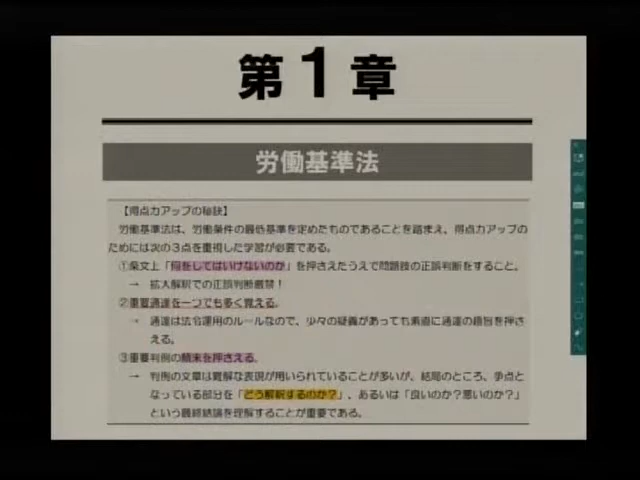 第1章
労働基準法
【得点力アップの秘訣】
労働基準法は、労働条件の最低基準を定めたものであることを踏まえ、得点力アップの
ためには次の3点を重視した学習が必要である。
①条文上「何をしてはいけないのか」を押さえたうえで問題肢の正誤判断をすること。
→ 拡大解釈での正誤判断厳禁！
②重要通達を一つでも多く覚える。
→ 通達は法令運用のルールなので、少々の疑義があっても素直に通達の趣旨を押さ
える。
③重要判例の顛末を押さえる。
→ 判例の文章は難解な表現が用いられていることが多いが、結局のところ、争点と
なっている部分を「どう解釈するのか？」、あるいは「良いのか？悪いのか？」
という最終結論を理解することが重要である。